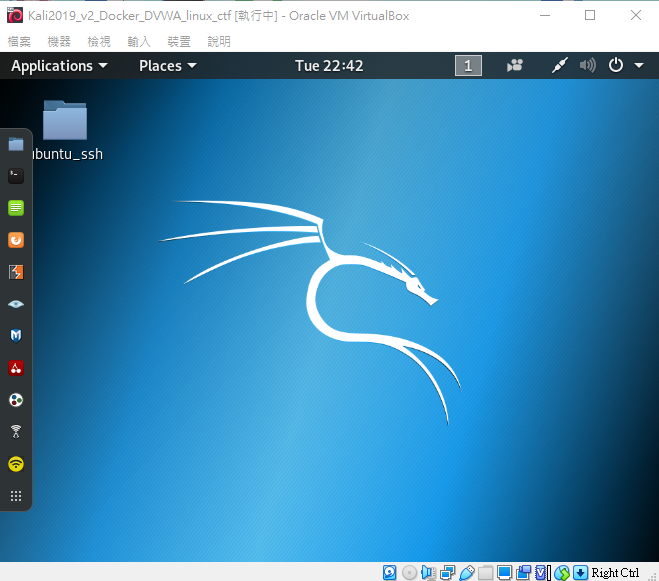 Kali2019_v2_Docker_DVWA_linux_ctf [執行中] - Oracle VM VirtualBox
檔案 機器 檢視 輸入 裝置 說明
Applications Places Tue 22:42 1
ubuntu_ssh
Right Ctrl